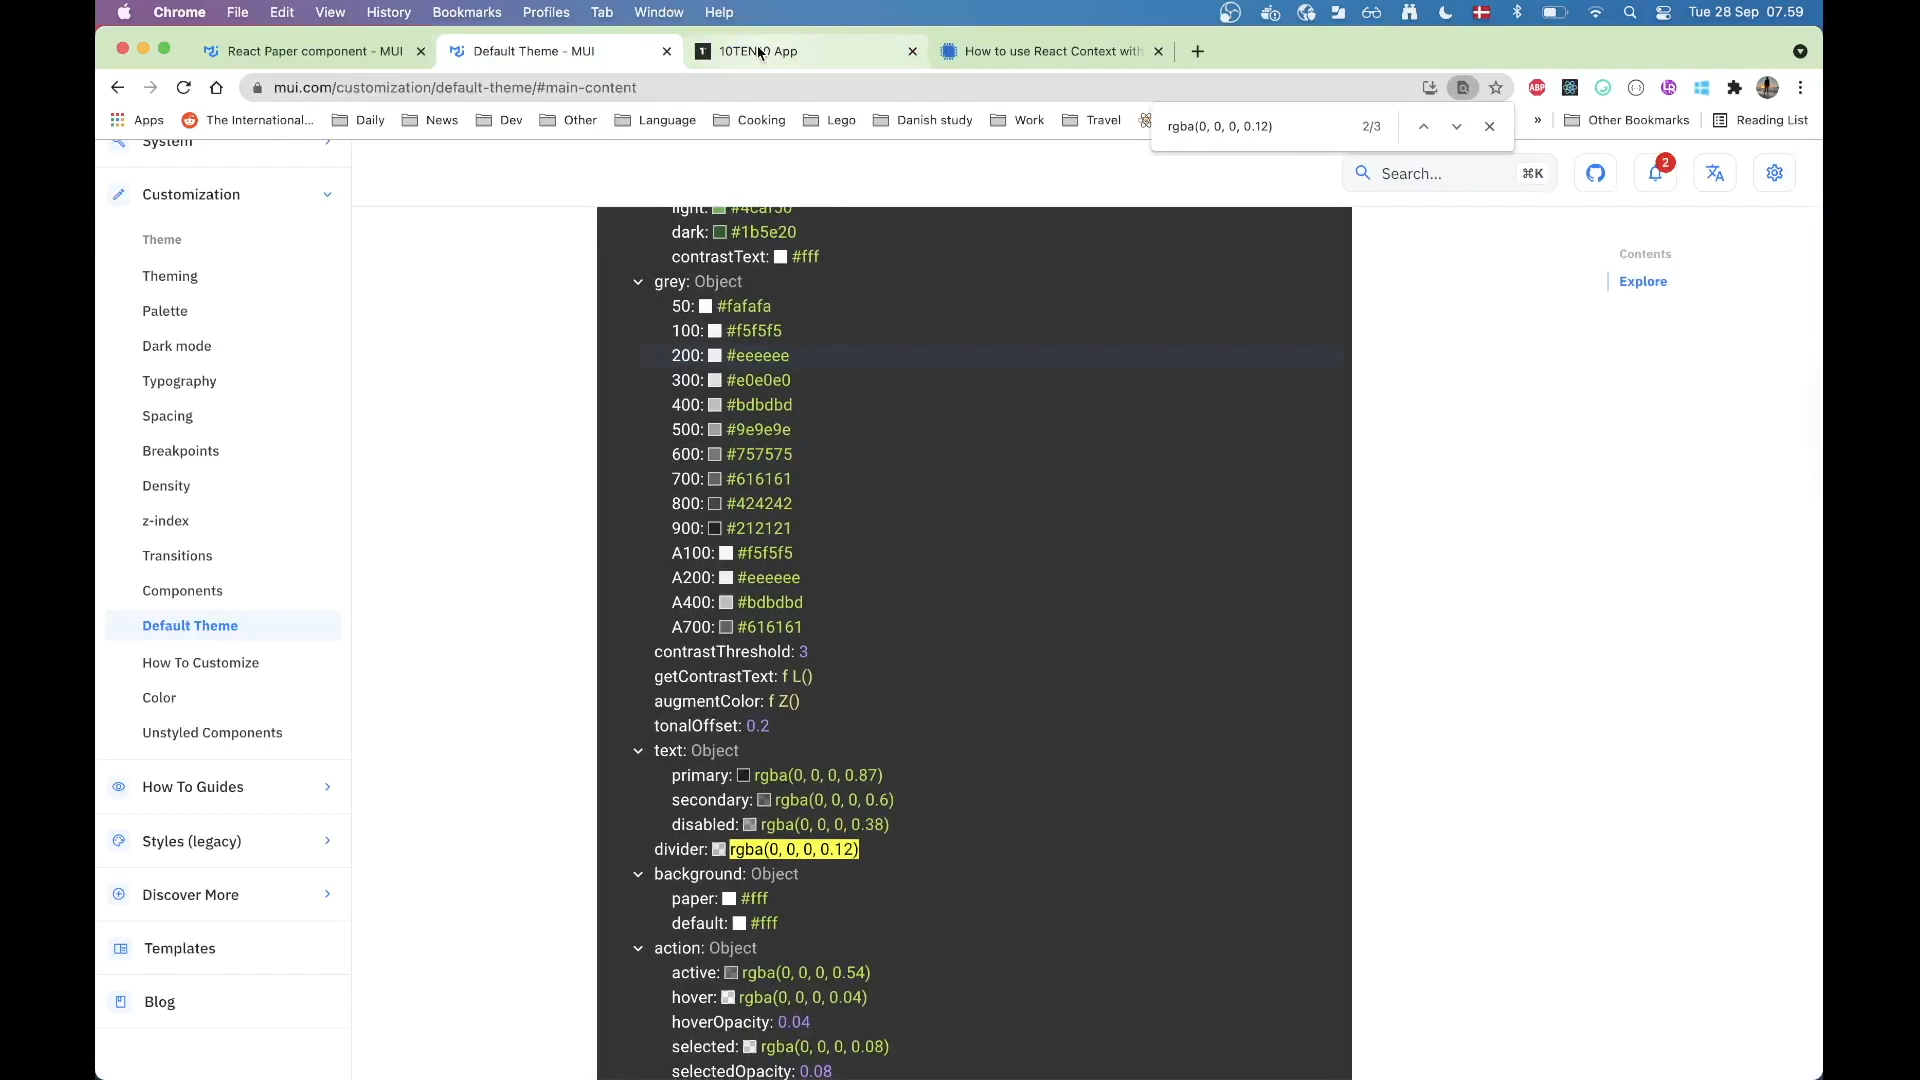 Chrome File Edit View History Bookmarks Profiles Tab Window Help Tue 28 Sep 07.59
React Paper component - MUI Default Theme - MUI App How to use React Context with
mui.com/customization/default-theme/#main-content
Apps The International... Daily News Dev Other Language Cooking Lego Danish study Work Travel » Other Bookmarks Reading List
rgba(0, 0, 0, 0.12) 2/3
System
Search... ⌘K 2
Customization
Theme
Theming
Palette
Dark mode
Typography
Spacing
Breakpoints
Density
z-index
Transitions
Components
Default Theme
How To Customize
Color
Unstyled Components
How To Guides
Styles (legacy)
Discover More
Templates
Blog
light: #4caf50
dark: #1b5e20
contrastText: #fff
grey: Object
50: #fafafa
100: #f5f5f5
200: #eeeeee
300: #e0e0e0
400: #bdbdbd
500: #9e9e9e
600: #757575
700: #616161
800: #424242
900: #212121
A100: #f5f5f5
A200: #eeeeee
A400: #bdbdbd
A700: #616161
contrastThreshold: 3
getContrastText: f L()
augmentColor: f Z()
tonalOffset: 0.2
text: Object
primary: rgba(0, 0, 0, 0.87)
secondary: rgba(0, 0, 0, 0.6)
disabled: rgba(0, 0, 0, 0.38)
divider: rgba(0, 0, 0, 0.12)
background: Object
paper: #fff
default: #fff
action: Object
active: rgba(0, 0, 0, 0.54)
hover: rgba(0, 0, 0, 0.04)
hoverOpacity: 0.04
selected: rgba(0, 0, 0, 0.08)
selectedOpacity: 0.08
Contents
Explore